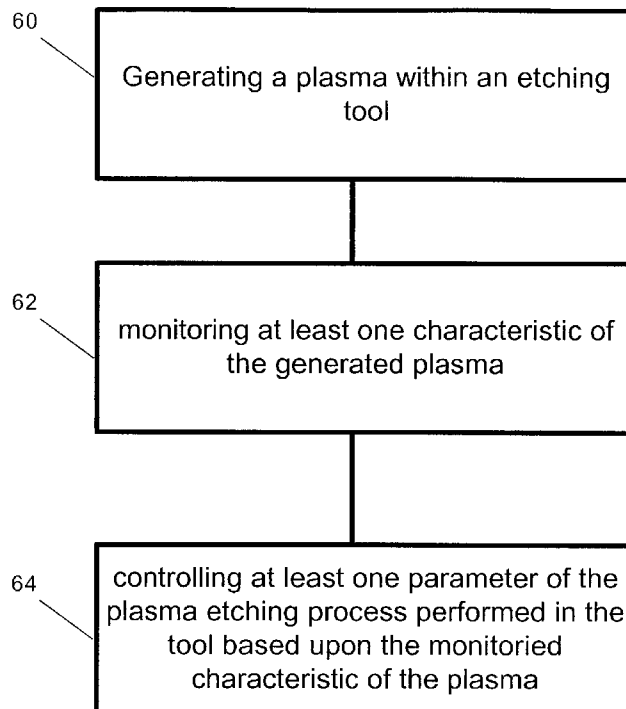 60
Generating a plasma within an etching
tool
62
monitoring at least one characteristic of
the generated plasma
64
controlling at least one parameter of the
plasma etching process performed in the
tool based upon the monitoried
characteristic of the plasma